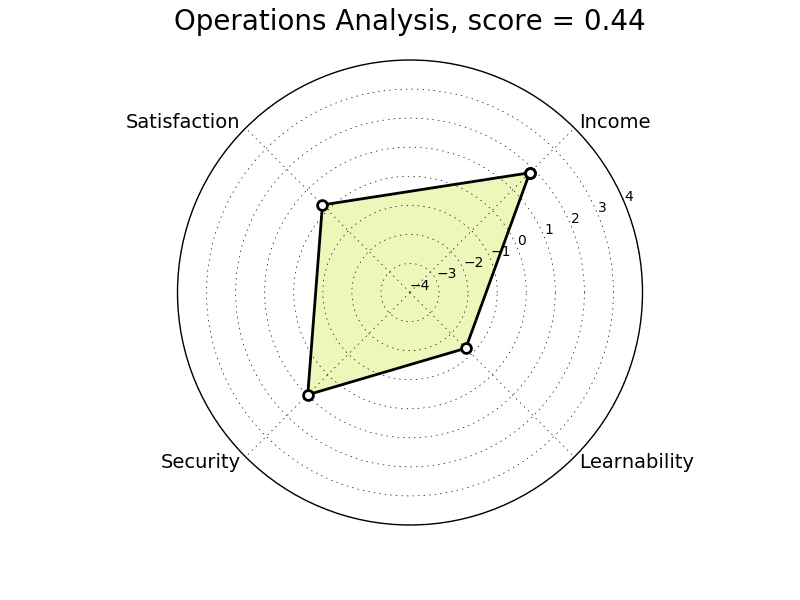 Operations Analysis, score = 0.44
Satisfaction
Income
4
3
2
1
0
−1
−2
−3
−4
Security
Learnability